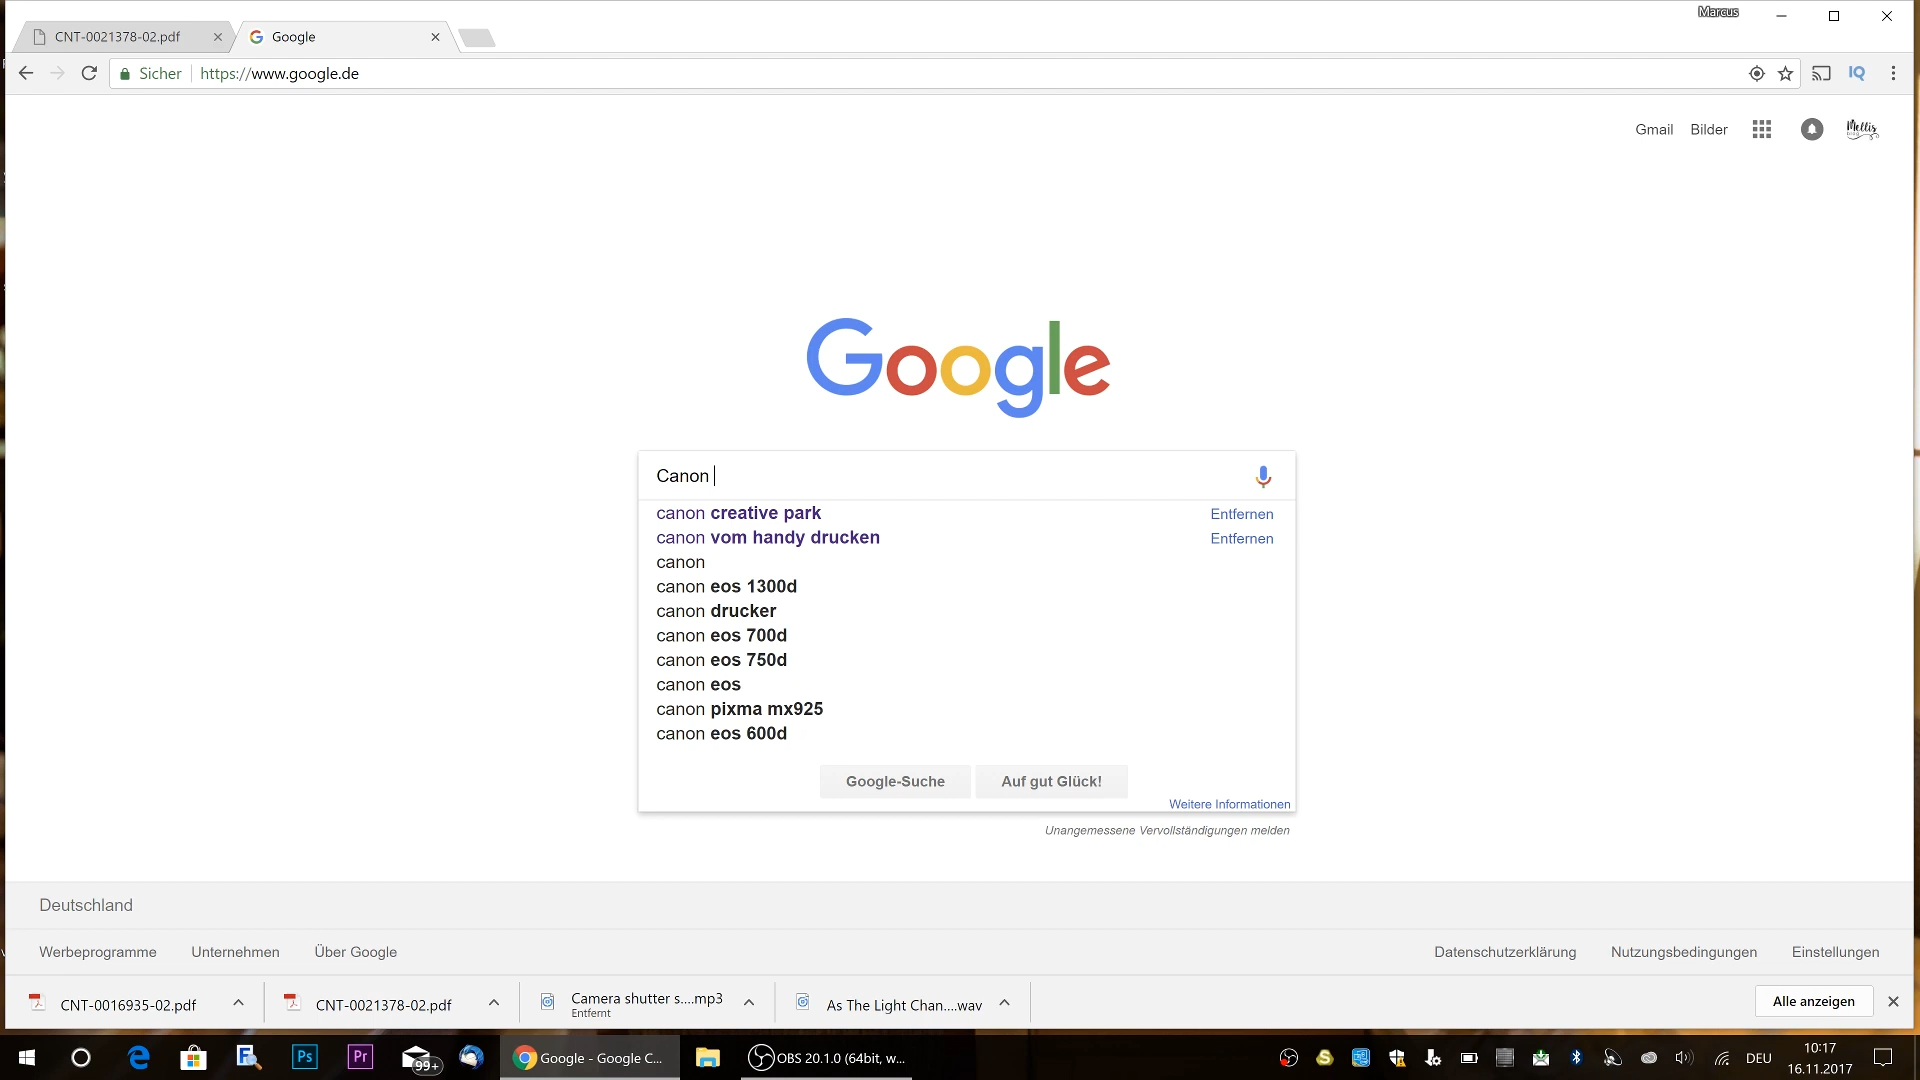 Marcus
CNT-0021378-02.pdf
Google
Sicher
https://www.google.de
IQ
Gmail
Bilder
Mellis
Google
Canon
canon creative park
Entfernen
canon vom handy drucken
Entfernen
canon
canon eos 1300d
canon drucker
canon eos 700d
canon eos 750d
canon eos
canon pixma mx925
canon eos 600d
Google-Suche
Auf gut Glück!
Weitere Informationen
Unangemessene Vervollständigungen melden
Deutschland
Werbeprogramme
Unternehmen
Über Google
Datenschutzerklärung
Nutzungsbedingungen
Einstellungen
CNT-0016935-02.pdf
CNT-0021378-02.pdf
Camera shutter s....mp3
Entfernt
As The Light Chan....wav
Alle anzeigen
Ps
Pr
99+
Google - Google C...
OBS 20.1.0 (64bit, w...
DEU
10:17
16.11.2017